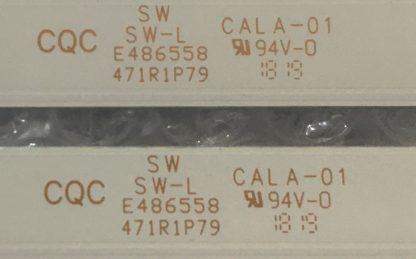 SW
CQC SW-L CALA-01
E486558 94V-0
471R1P79 1819
SW
CQC SW-L CALA-01
E486558 94V-0
471R1P79 1819